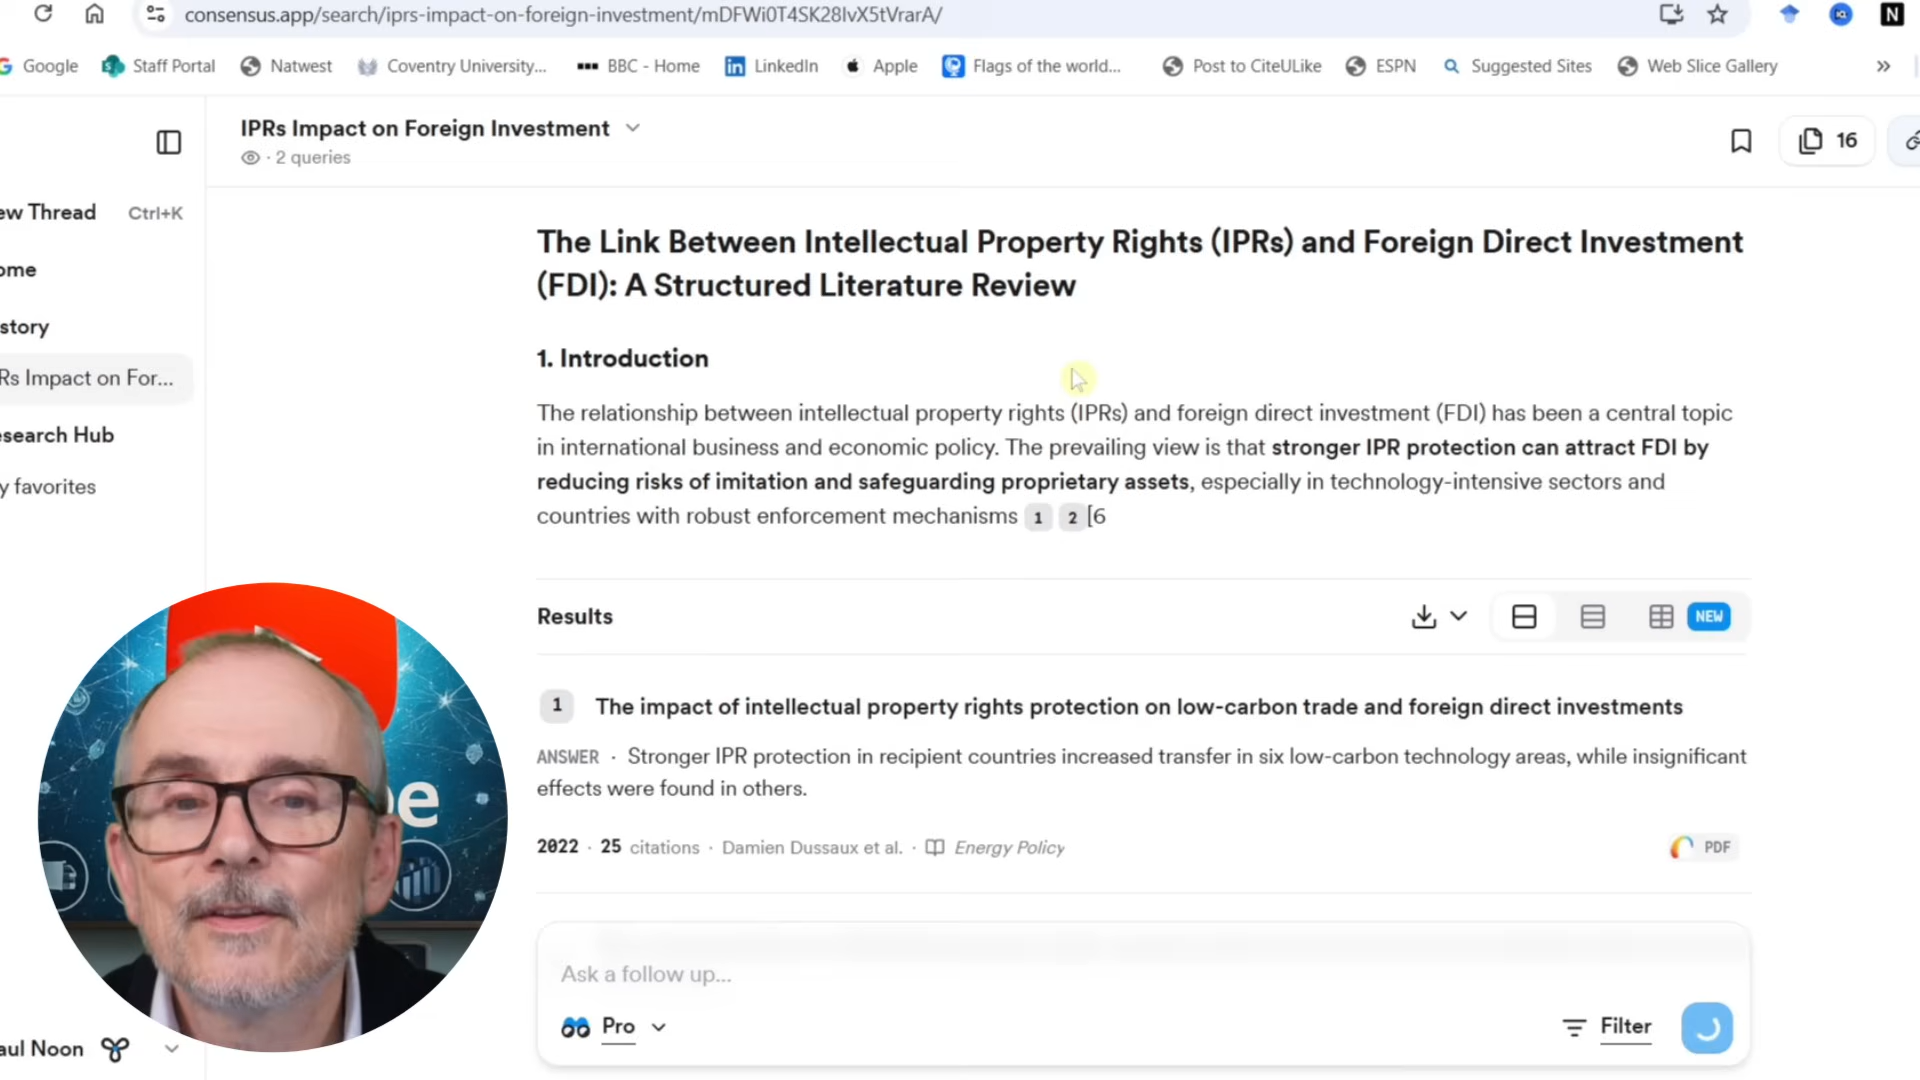 consensus.app/search/iprs-impact-on-foreign-investment/mDFWi0T4SK28IvX5tVrarA/
N
Google Staff Portal Natwest Coventry University... BBC - Home LinkedIn Apple Flags of the world... Post to CiteULike ESPN Suggested Sites Web Slice Gallery »
IPRs Impact on Foreign Investment
· 2 queries
16
ew Thread Ctrl+K
ome
story
Rs Impact on For...
esearch Hub
y favorites
The Link Between Intellectual Property Rights (IPRs) and Foreign Direct Investment
(FDI): A Structured Literature Review
1. Introduction
The relationship between intellectual property rights (IPRs) and foreign direct investment (FDI) has been a central topic
in international business and economic policy. The prevailing view is that stronger IPR protection can attract FDI by
reducing risks of imitation and safeguarding proprietary assets, especially in technology-intensive sectors and
countries with robust enforcement mechanisms 1 2 [6
Results
NEW
1 The impact of intellectual property rights protection on low-carbon trade and foreign direct investments
ANSWER · Stronger IPR protection in recipient countries increased transfer in six low-carbon technology areas, while insignificant
effects were found in others.
2022 · 25 citations · Damien Dussaux et al. · Energy Policy
PDF
Ask a follow up...
Pro
Filter
be
aul Noon